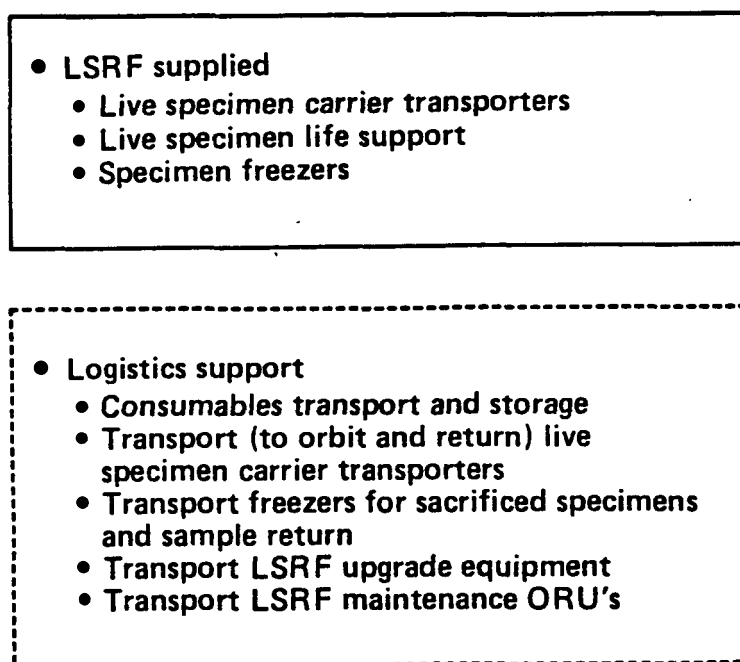 • LSRF supplied
• Live specimen carrier transporters
• Live specimen life support
• Specimen freezers
• Logistics support
• Consumables transport and storage
• Transport (to orbit and return) live
specimen carrier transporters
• Transport freezers for sacrificed specimens
and sample return
• Transport LSRF upgrade equipment
• Transport LSRF maintenance ORU's